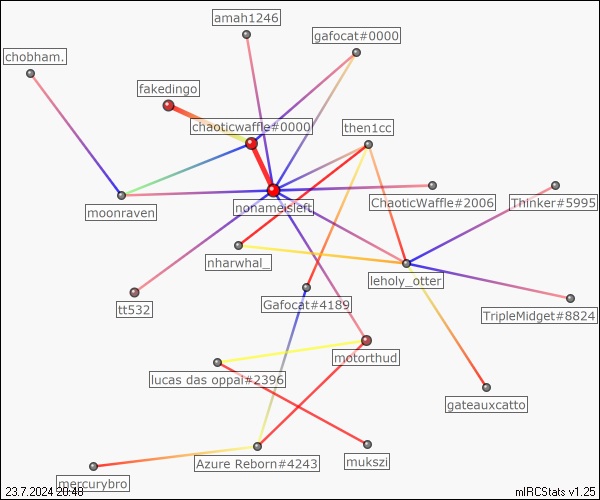 amah1246
gafocat#0000
chobham.
fakedingo
chaoticwaffle#0000
then1cc
moonraven
nonameisleft
ChaoticWaffle#2006
Thinker#5995
nharwhal_
leholy_otter
tt532
Gafocat#4189
TripleMidget#8824
motorthud
lucas das oppai#2396
gateauxcatto
Azure Reborn#4243
mukszi
mercurybro
23.7.2024 20:48
mIRCStats v1.25